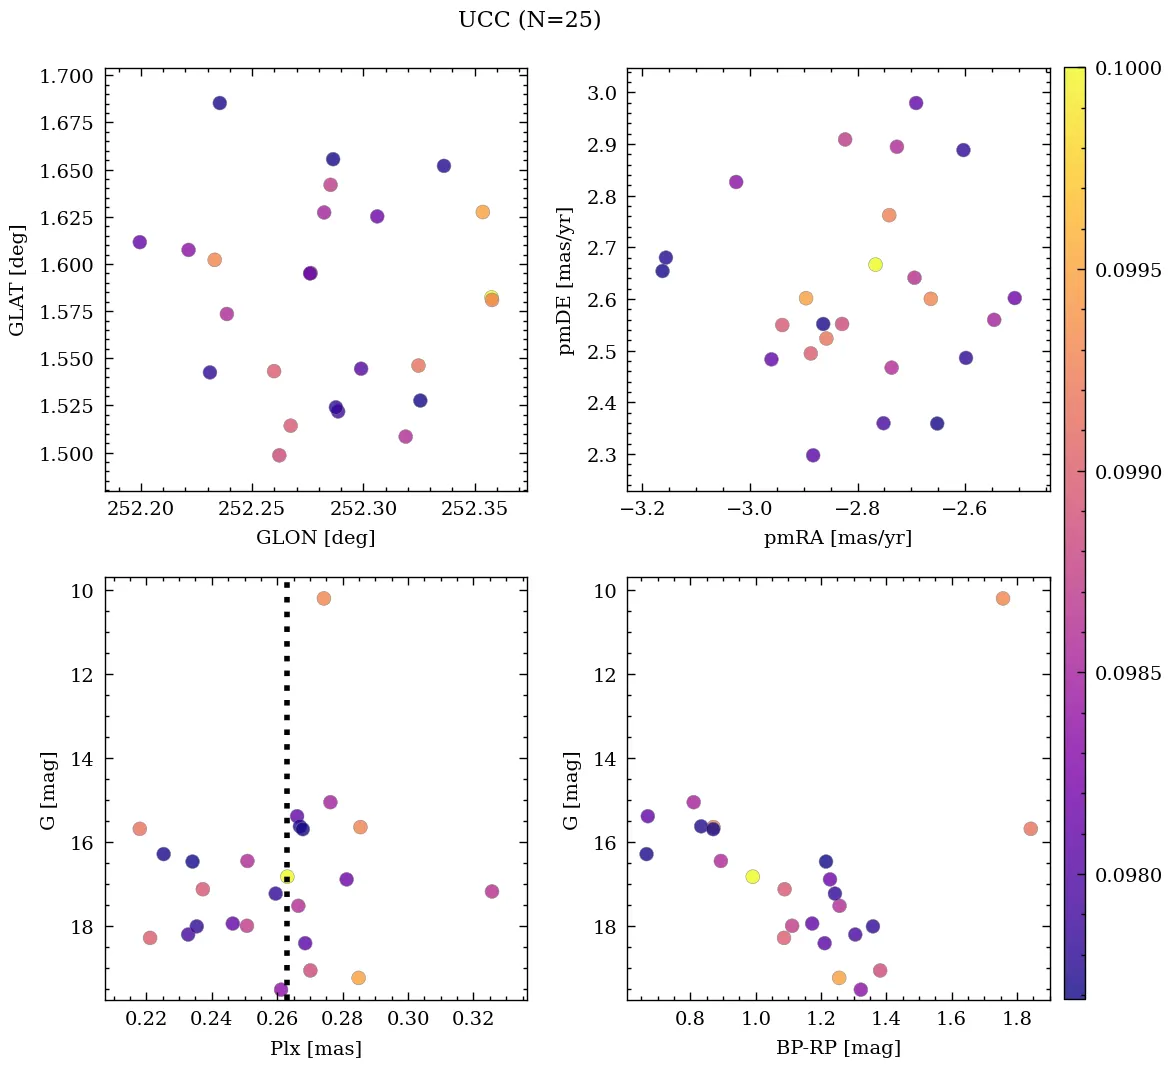 UCC (N=25)
1.700
1.675
1.650
1.625
1.600
1.575
1.550
1.525
1.500
GLAT [deg]
252.20 252.25 252.30 252.35
GLON [deg]
3.0
2.9
2.8
2.7
2.6
2.5
2.4
2.3
pmDE [mas/yr]
−3.2 −3.0 −2.8 −2.6
pmRA [mas/yr]
10
12
14
16
18
G [mag]
0.22 0.24 0.26 0.28 0.30 0.32
Plx [mas]
10
12
14
16
18
G [mag]
0.8 1.0 1.2 1.4 1.6 1.8
BP-RP [mag]
0.1000
0.0995
0.0990
0.0985
0.0980